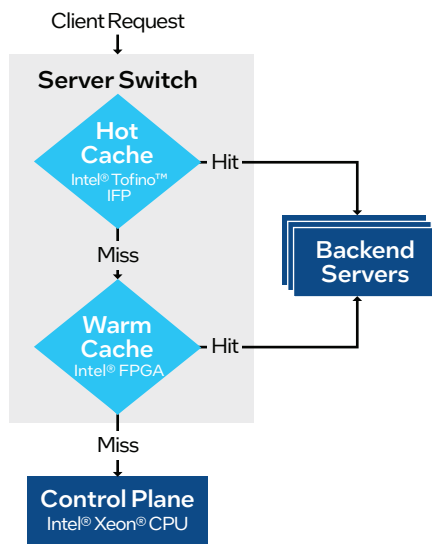 Client Request
Server Switch
Hot
Cache
Intel® Tofino™
IFP
Hit
Miss
Backend
Servers
Warm
Cache
Intel® FPGA
Hit
Miss
Control Plane
Intel® Xeon® CPU